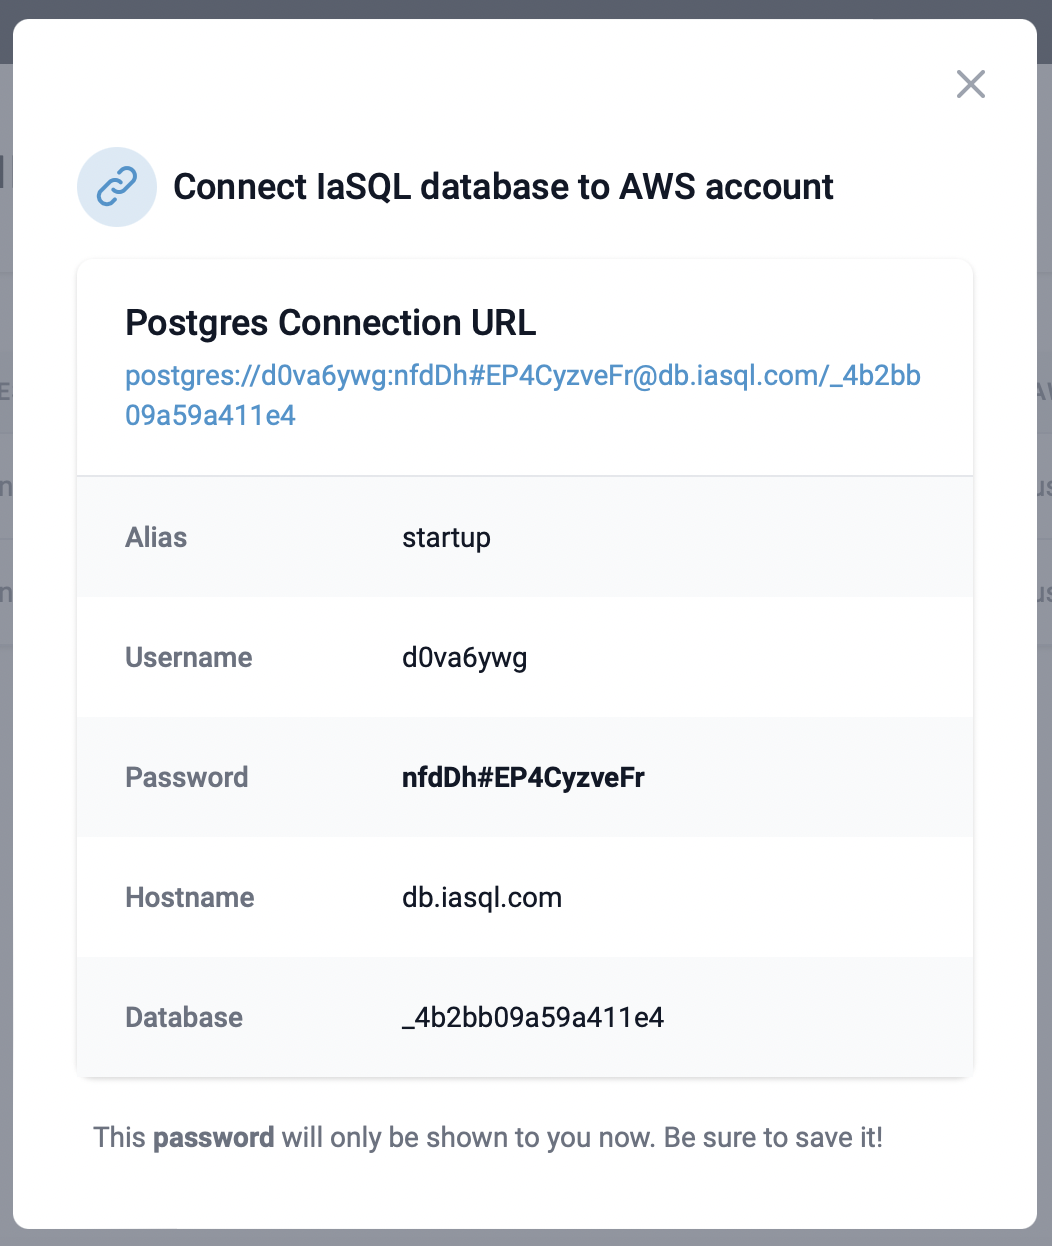 Connect IaSQL database to AWS account
Postgres Connection URL
postgres://d0va6ywg:nfdDh#EP4CyzveFr@db.iasql.com/_4b2bb
09a59a411e4
Alias startup
Username d0va6ywg
Password nfdDh#EP4CyzveFr
Hostname db.iasql.com
Database _4b2bb09a59a411e4
This password will only be shown to you now. Be sure to save it!